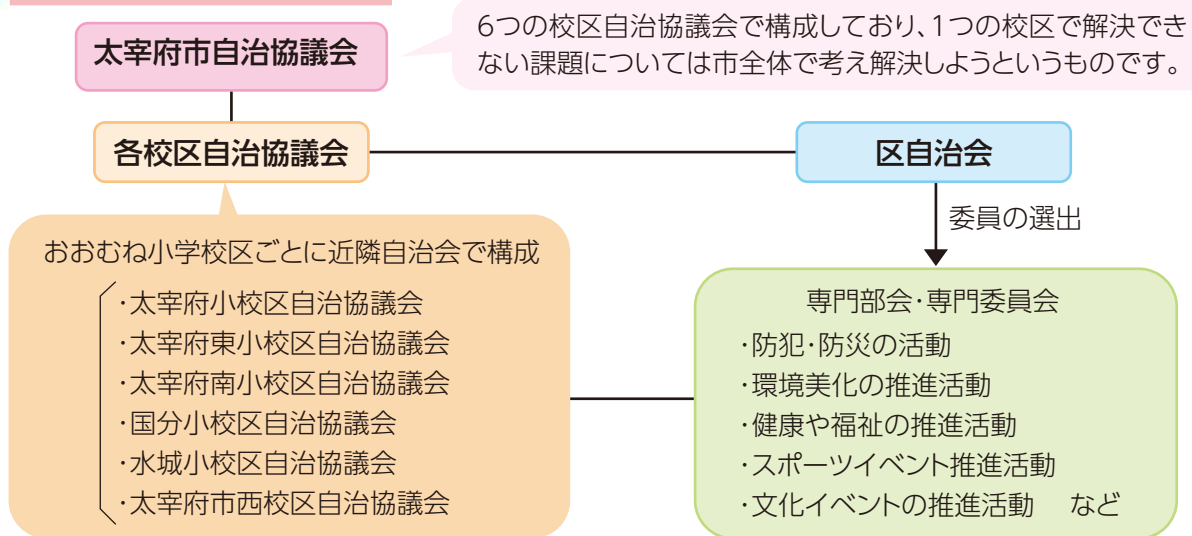 太宰府市自治協議会
6つの校区自治協議会で構成しており、1つの校区で解決でき
ない課題については市全体で考え解決しようというものです。
各校区自治協議会
区自治会
委員の選出
おおむね小学校区ごとに近隣自治会で構成
・太宰府小校区自治協議会
・太宰府東小校区自治協議会
・太宰府南小校区自治協議会
・国分小校区自治協議会
・水城小校区自治協議会
・太宰府市西校区自治協議会
専門部会・専門委員会
・防犯・防災の活動
・環境美化の推進活動
・健康や福祉の推進活動
・スポーツイベント推進活動
・文化イベントの推進活動　など